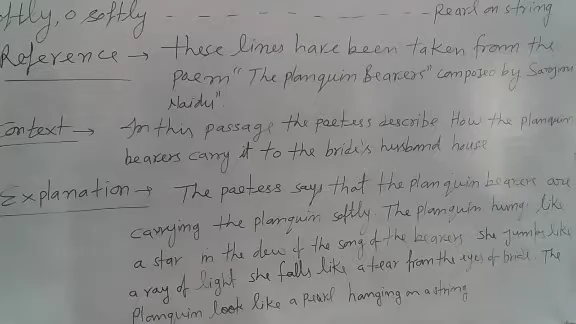 ftly, o softly - - - - - - - - - - - - Pearl on string
Reference → these lines have been taken from the
paem "The planquin Bearers" composed by Sarojini
Naidu".
Context → In this passage the paetess describe How the planquin
bearers carry it to the bride's husband house
Explanation → The paetess says that the planquin bearers are
carrying the planquin softly. The planquin hung like
a star in the dew of the song of the bearers she jumps like
a ray of light she falls like a tear from the eyes of bride. The
Planquin look like a pearl hanging on a string